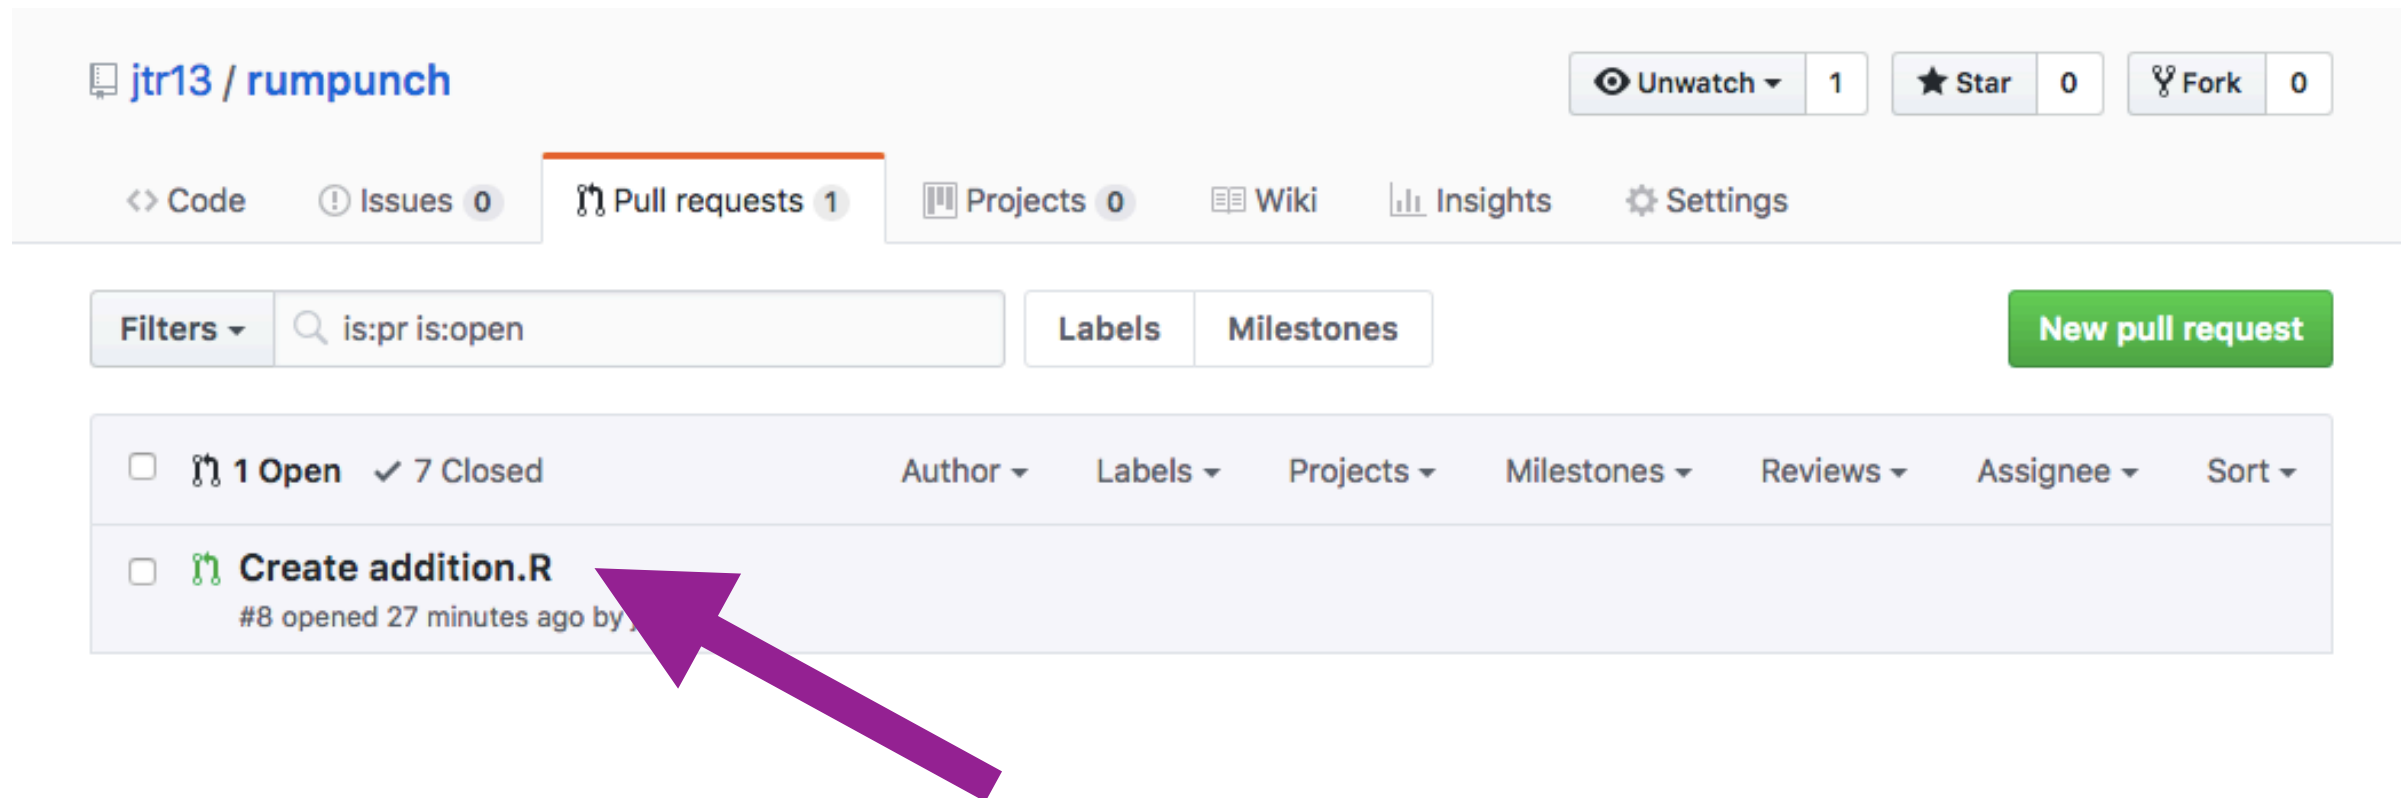 jtr13 / rumpunch
Unwatch 1 Star 0 Fork 0
Code Issues 0 Pull requests 1 Projects 0 Wiki Insights Settings
Filters is:pr is:open Labels Milestones New pull request
1 Open 7 Closed Author Labels Projects Milestones Reviews Assignee Sort
Create addition.R
#8 opened 27 minutes ago by